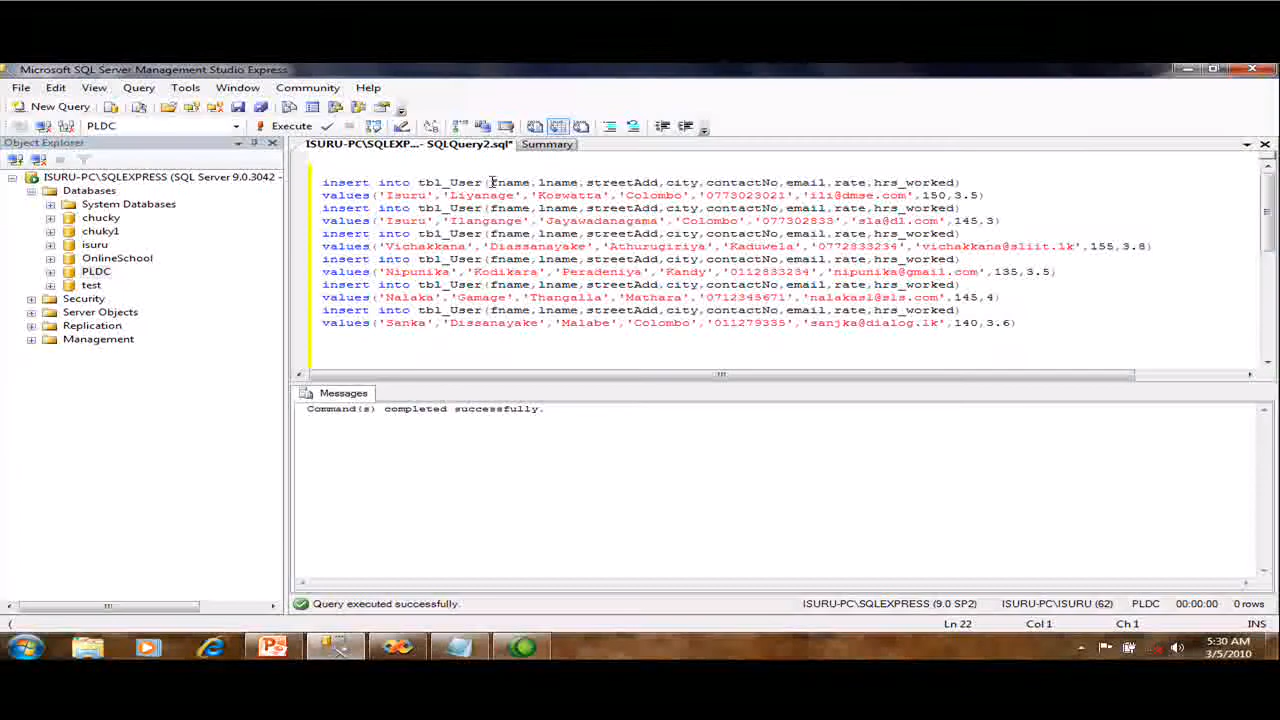 Microsoft SQL Server Management Studio Express
File Edit View Query Tools Window Community Help
New Query
PLDC Execute
Object Explorer
ISURU-PC\SQLEXP...- SQLQuery2.sql* Summary
ISURU-PC\SQLEXPRESS (SQL Server 9.0.3042 -
Databases
System Databases
chucky
chuky1
isuru
OnlineSchool
PLDC
test
Security
Server Objects
Replication
Management
insert into tbl_User(fname,lname,streetAdd,city,contactNo,email,rate,hrs_worked)
values('Isuru','Liyanage','Koswatta','Colombo','0773023021','ili@dmse.com',150,3.5)
insert into tbl_User(fname,lname,streetAdd,city,contactNo,email,rate,hrs_worked)
values('Isuru','Ilangange','Jayawadanagama','Colombo','077302833','sla@dl.com',145,3)
insert into tbl_User(fname,lname,streetAdd,city,contactNo,email,rate,hrs_worked)
values('Vichakkana','Diassanayake','Athurugiriya','Kaduwela','0772833234','vichakkana@sliit.lk',155,3.8)
insert into tbl_User(fname,lname,streetAdd,city,contactNo,email,rate,hrs_worked)
values('Nipunika','Kodikara','Peradeniya','Kandy','0112833234','nipunika@gmail.com',135,3.5)
insert into tbl_User(fname,lname,streetAdd,city,contactNo,email,rate,hrs_worked)
values('Nalaka','Gamage','Thangalla','Mathara','0712345671','nalakasl@sls.com',145,4)
insert into tbl_User(fname,lname,streetAdd,city,contactNo,email,rate,hrs_worked)
values('Sanka','Dissanayake','Malabe','Colombo','011279335','sanjka@dialog.lk',140,3.6)
Messages
Command(s) completed successfully.
Query executed successfully. ISURU-PC\SQLEXPRESS (9.0 SP2) ISURU-PC\ISURU (62) PLDC 00:00:00 0 rows
( Ln 22 Col 1 Ch 1 INS
5:30 AM
3/5/2010